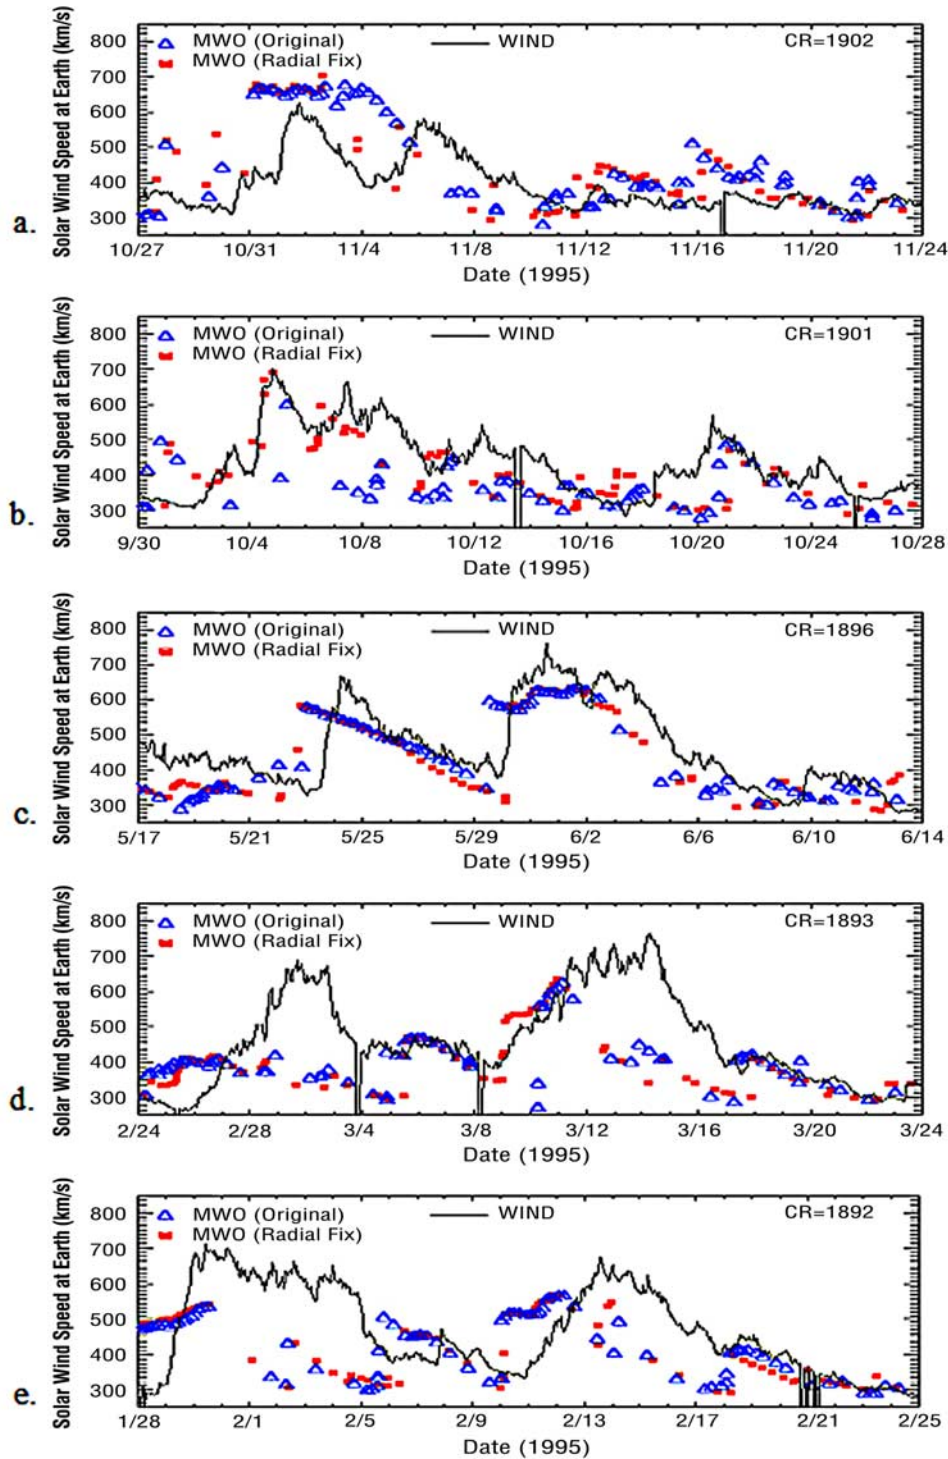 800
700
600
500
400
300
Solar Wind Speed at Earth (km/s)
MWO (Original)
MWO (Radial Fix)
WIND
CR=1902
a.
10/27 10/31 11/4 11/8 11/12 11/16 11/20 11/24
Date (1995)
800
700
600
500
400
300
Solar Wind Speed at Earth (km/s)
MWO (Original)
MWO (Radial Fix)
WIND
CR=1901
b.
9/30 10/4 10/8 10/12 10/16 10/20 10/24 10/28
Date (1995)
800
700
600
500
400
300
Solar Wind Speed at Earth (km/s)
MWO (Original)
MWO (Radial Fix)
WIND
CR=1896
c.
5/17 5/21 5/25 5/29 6/2 6/6 6/10 6/14
Date (1995)
800
700
600
500
400
300
Solar Wind Speed at Earth (km/s)
MWO (Original)
MWO (Radial Fix)
WIND
CR=1893
d.
2/24 2/28 3/4 3/8 3/12 3/16 3/20 3/24
Date (1995)
800
700
600
500
400
300
Solar Wind Speed at Earth (km/s)
MWO (Original)
MWO (Radial Fix)
WIND
CR=1892
e.
1/28 2/1 2/5 2/9 2/13 2/17 2/21 2/25
Date (1995)